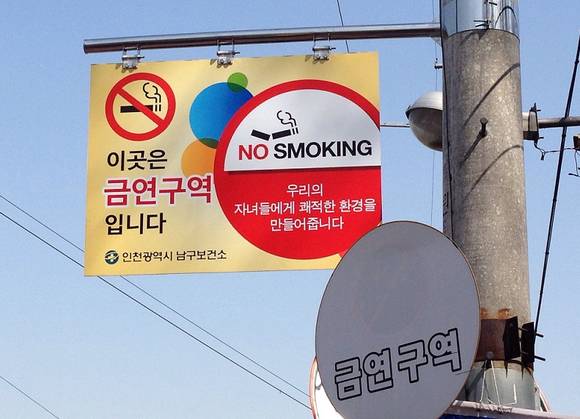 이곳은
금연구역
입니다
인천광역시 남구보건소
NO SMOKING
우리의
자녀들에게 쾌적한 환경을
만들어줍니다
금연구역